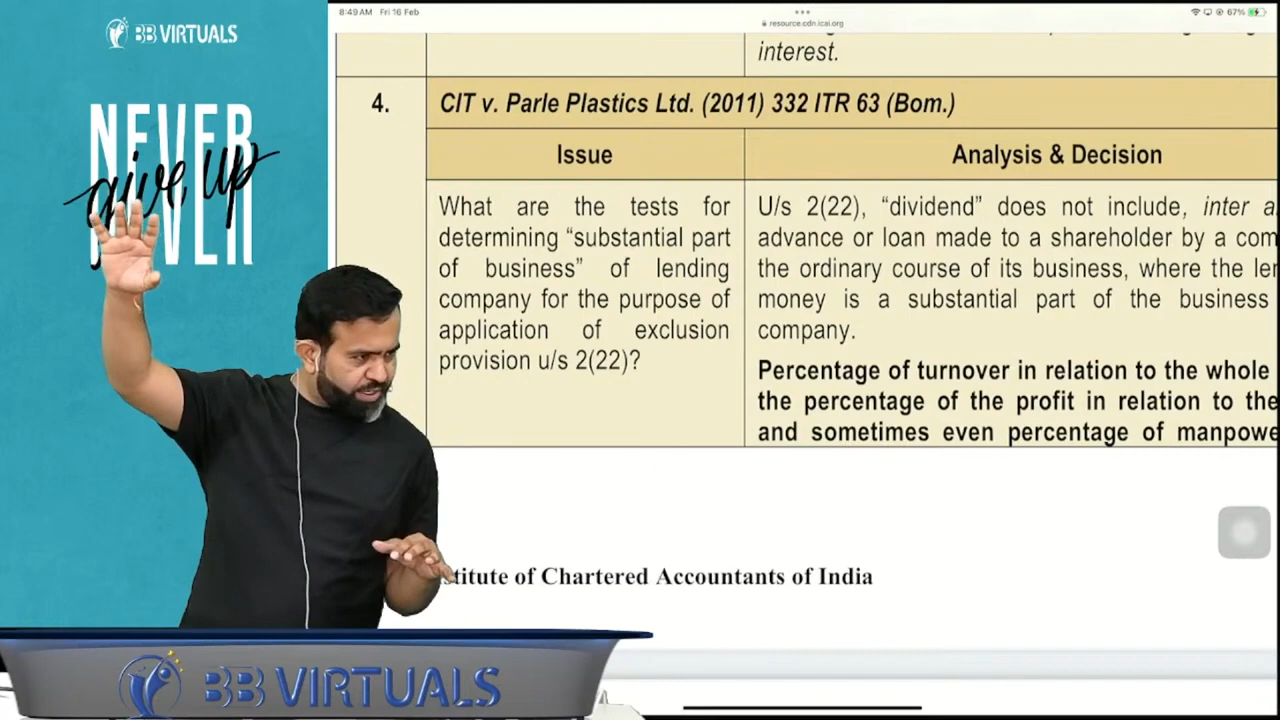 BB VIRTUALS
8:49 AM Fri 16 Feb
resource.cdn.icai.org
67%
NEVER
give up
NEVER
interest.
4.
CIT v. Parle Plastics Ltd. (2011) 332 ITR 63 (Bom.)
Issue
Analysis & Decision
What are the tests for
determining “substantial part
of business” of lending
company for the purpose of
application of exclusion
provision u/s 2(22)?
U/s 2(22), “dividend” does not include, inter
advance or loan made to a shareholder by a
the ordinary course of its business, where the
money is a substantial part of the business
company.
Percentage of turnover in relation to the whole
the percentage of the profit in relation to the
and sometimes even percentage of
of Chartered Accountants of India
BB VIRTUALS